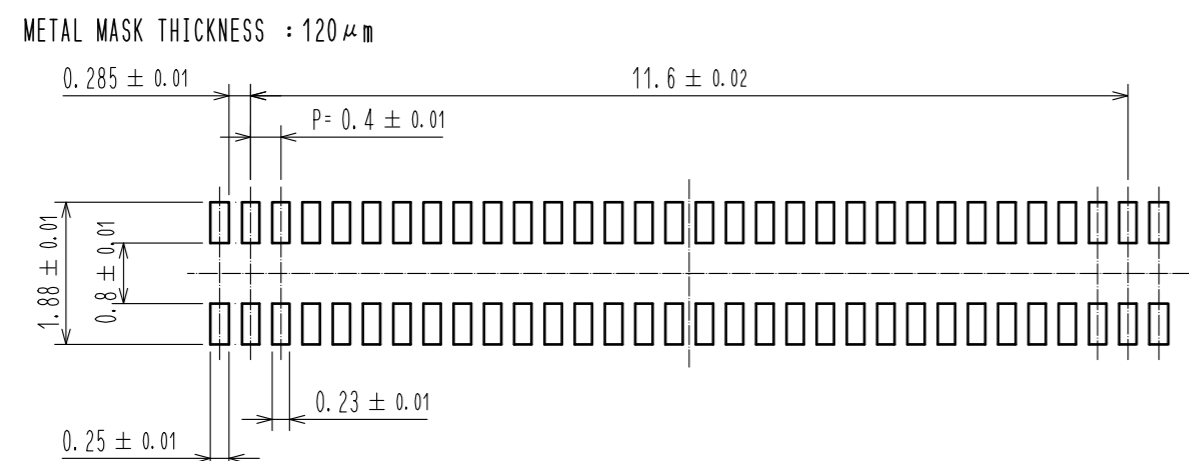 METAL MASK THICKNESS : 120μm
0.285 ± 0.01
11.6 ± 0.02
P= 0.4 ± 0.01
1.88 ± 0.01
0.8 ± 0.01
0.23 ± 0.01
0.25 ± 0.01